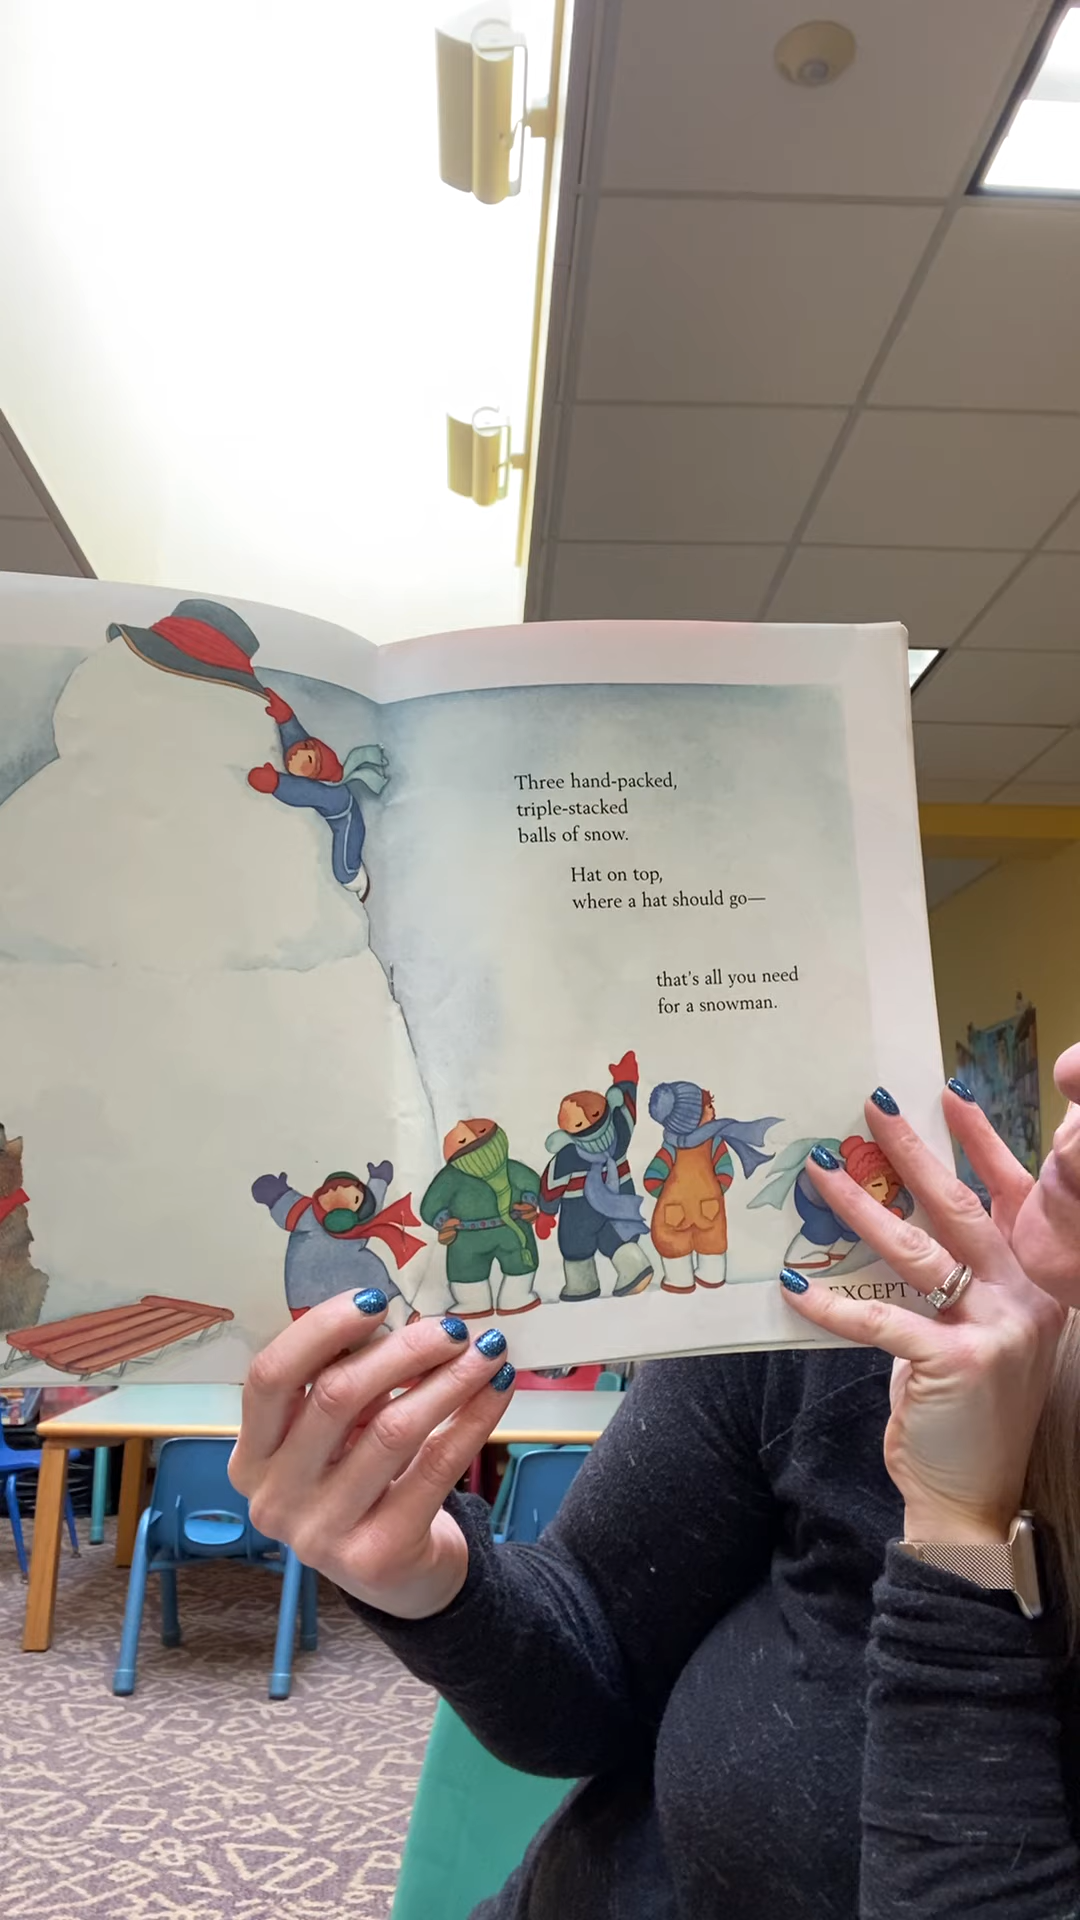 Three hand-packed,
triple-stacked
balls of snow.
Hat on top,
where a hat should go—
that's all you need
for a snowman.
EXCEPT